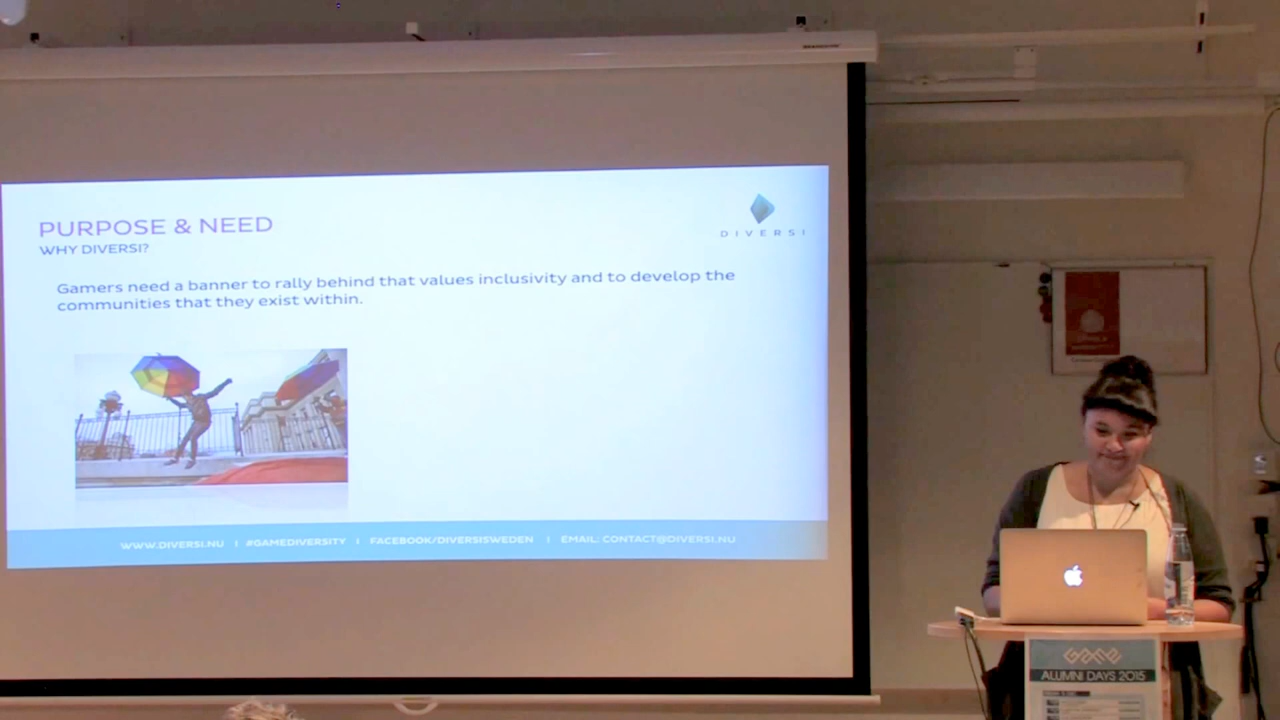 PURPOSE & NEED
WHY DIVERSI?
DIVERSI
Gamers need a banner to rally behind that values inclusivity and to develop the
communities that they exist within.
WWW.DIVERSI.NU | #GAMEDIVERSITY | FACEBOOK/DIVERSISWEDEN | EMAIL: CONTACT@DIVERSI.NU
GAME
ALUMNI DAYS 2015